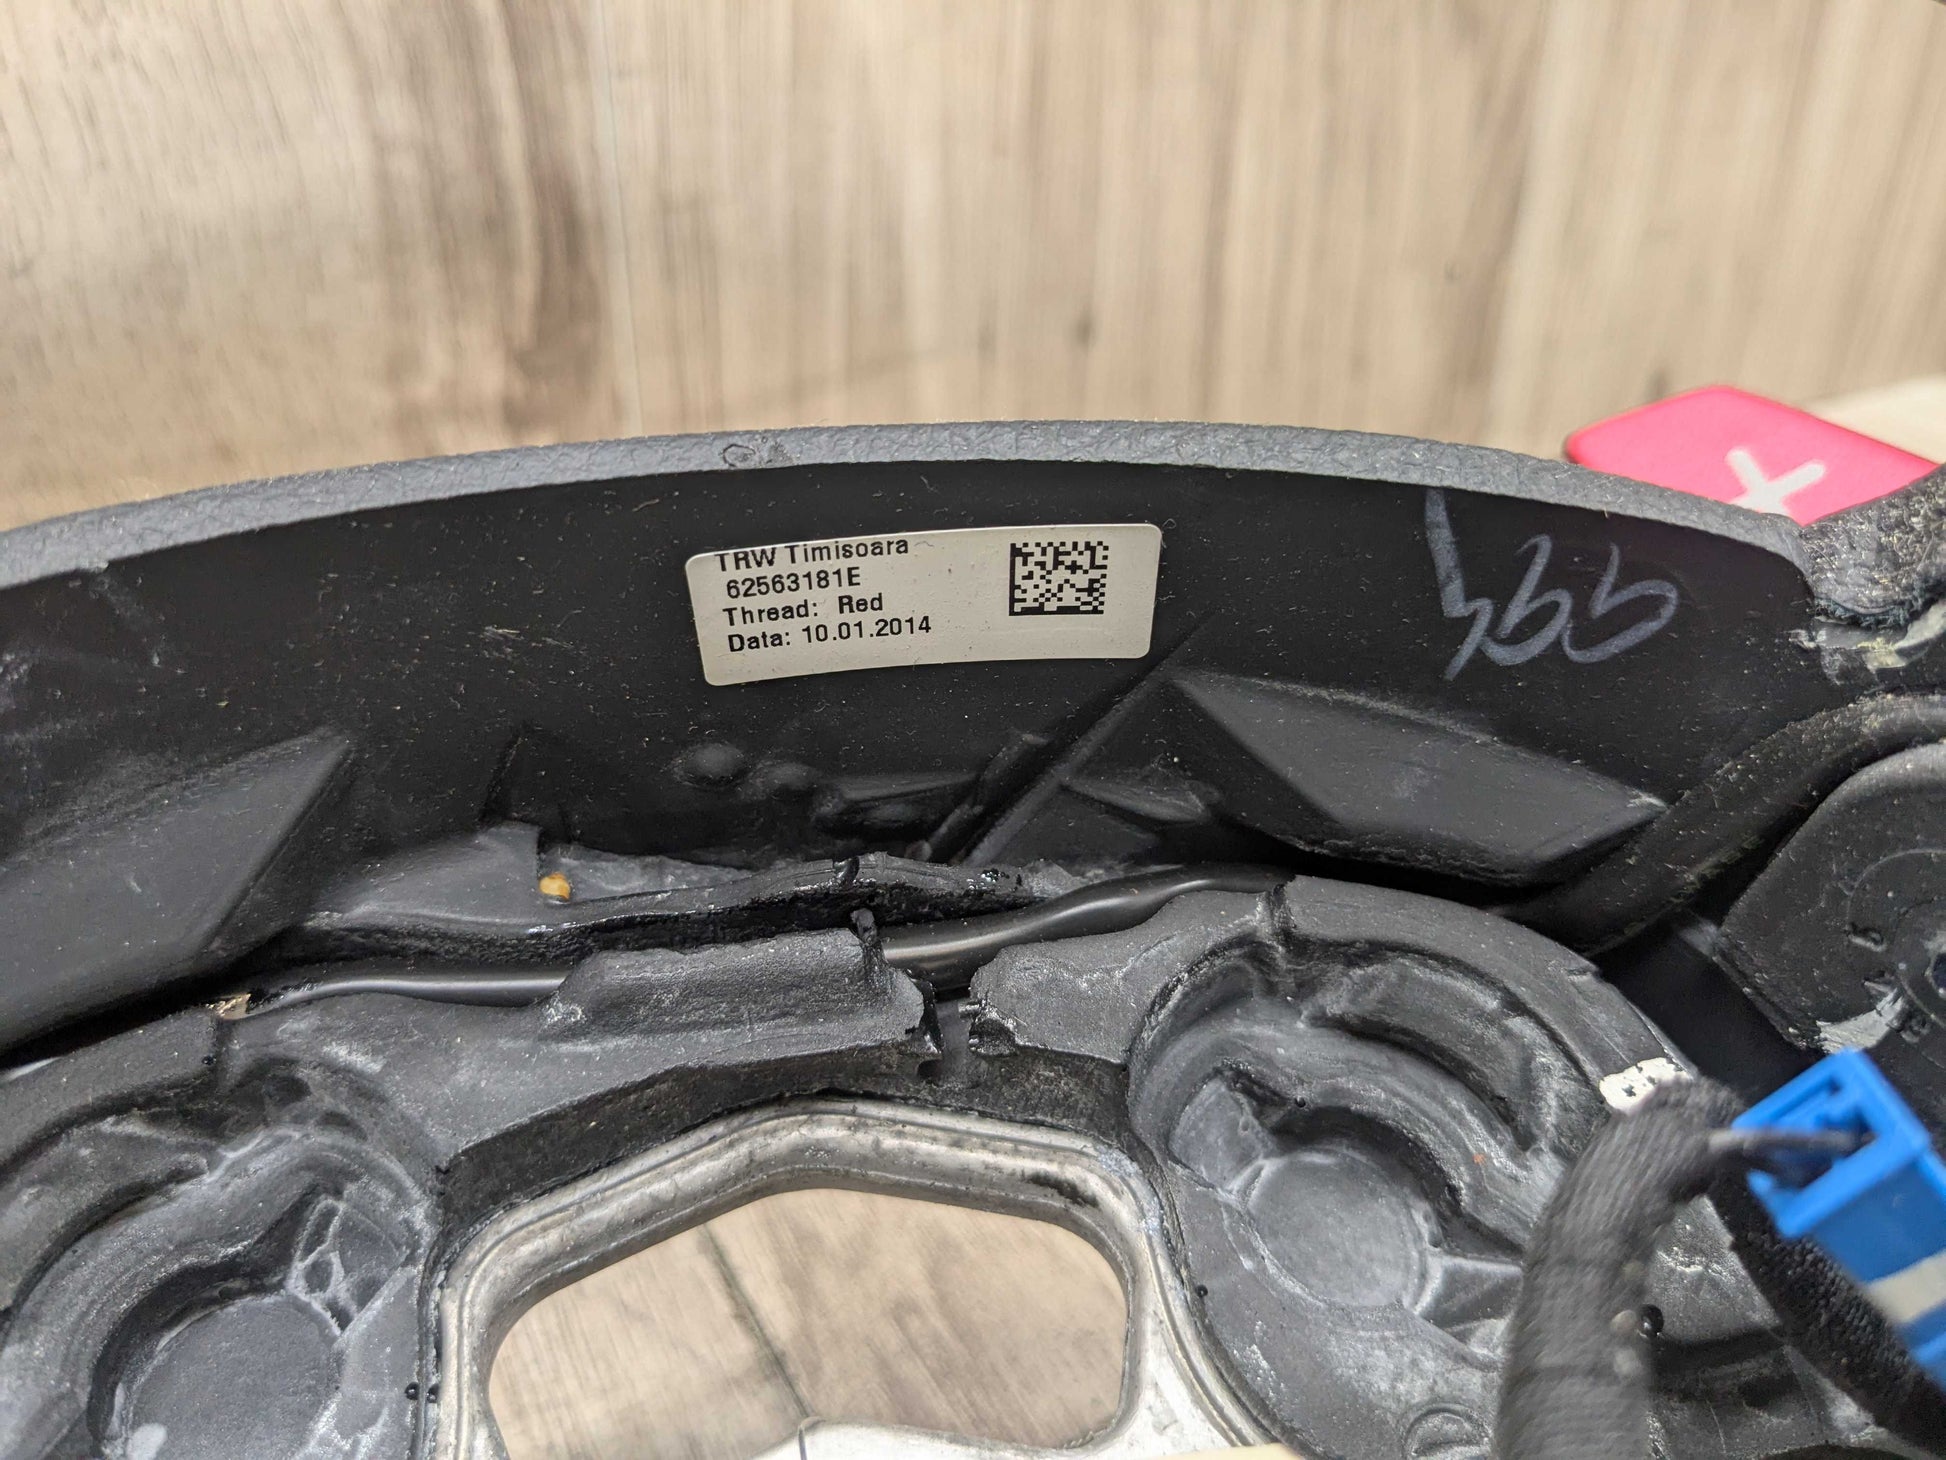 TRW Timisoara
62563181E
Thread: Red
Data: 10.01.2014